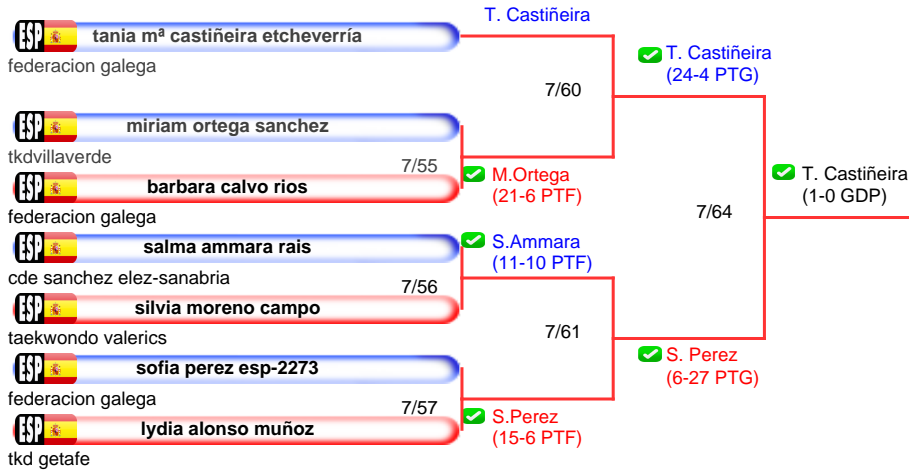 T. Castiñeira
ESP tania mª castiñeira etcheverría
federacion galega
T. Castiñeira
(24-4 PTG)
7/60
ESP miriam ortega sanchez
tkdvillaverde
7/55
M.Ortega
(21-6 PTF)
ESP barbara calvo rios
federacion galega
T. Castiñeira
(1-0 GDP)
7/64
ESP salma ammara rais
cde sanchez elez-sanabria
S.Ammara
(11-10 PTF)
7/56
ESP silvia moreno campo
taekwondo valerics
7/61
ESP sofia perez esp-2273
federacion galega
S. Perez
(6-27 PTG)
7/57
S.Perez
(15-6 PTF)
ESP lydia alonso muñoz
tkd getafe